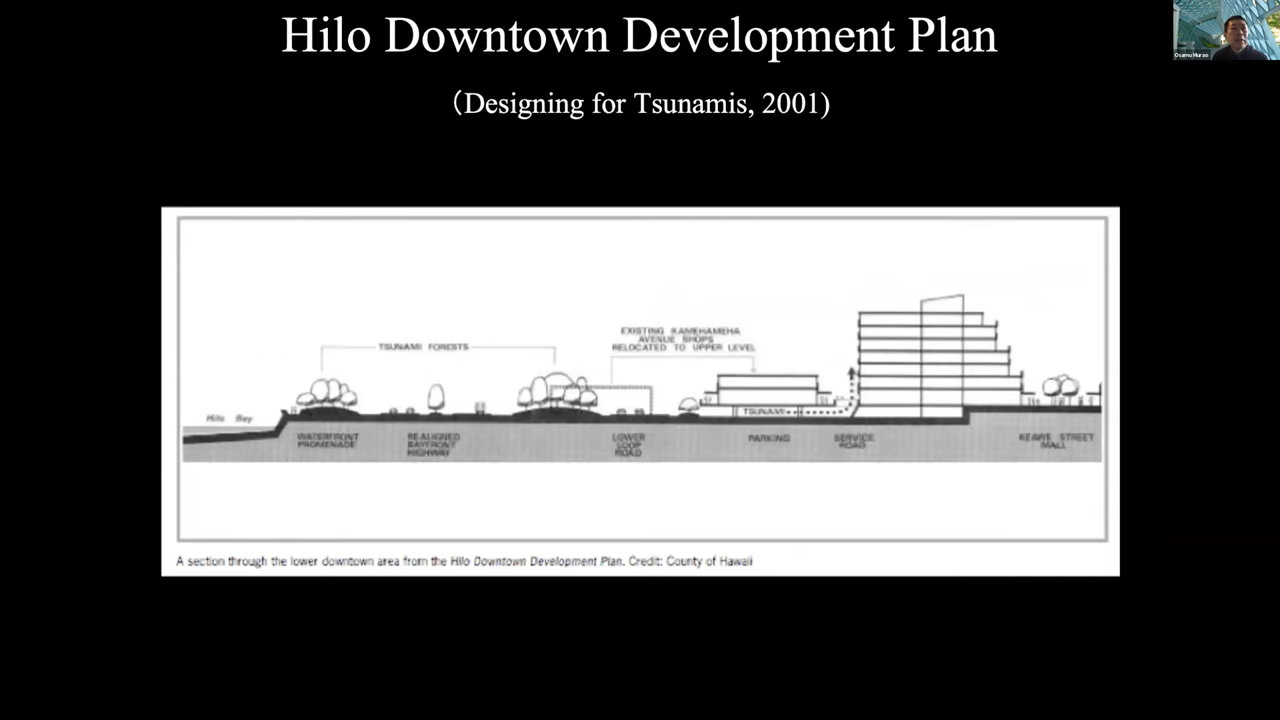 Hilo Downtown Development Plan
（Designing for Tsunamis, 2001)
Osamu Murao
EXISTING KAMEHAMEHA
AVENUE SHOPS
RELOCATED TO UPPER LEVEL
TSUNAMI FORESTS
Hilo Bay
TSUNAMI
WATERFRONT
PROMENADE
REALIGNED
BAYFRONT
HIGHWAY
LOWER
LOOP
ROAD
PARKING
SERVICE
ROAD
KEAWE STREET
MALL
A section through the lower downtown area from the Hilo Downtown Development Plan. Credit: County of Hawaii